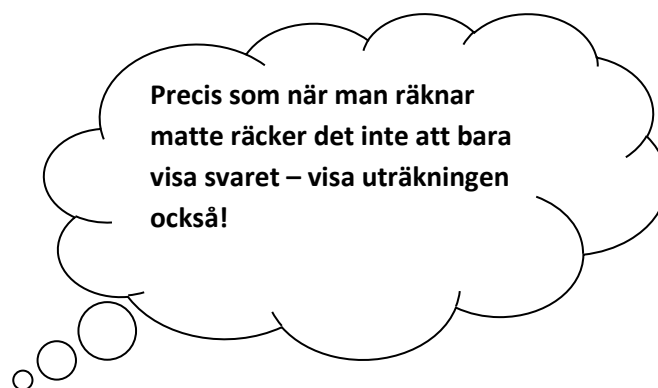 Precis som när man räknar
matte räcker det inte att bara
visa svaret – visa uträkningen
också!